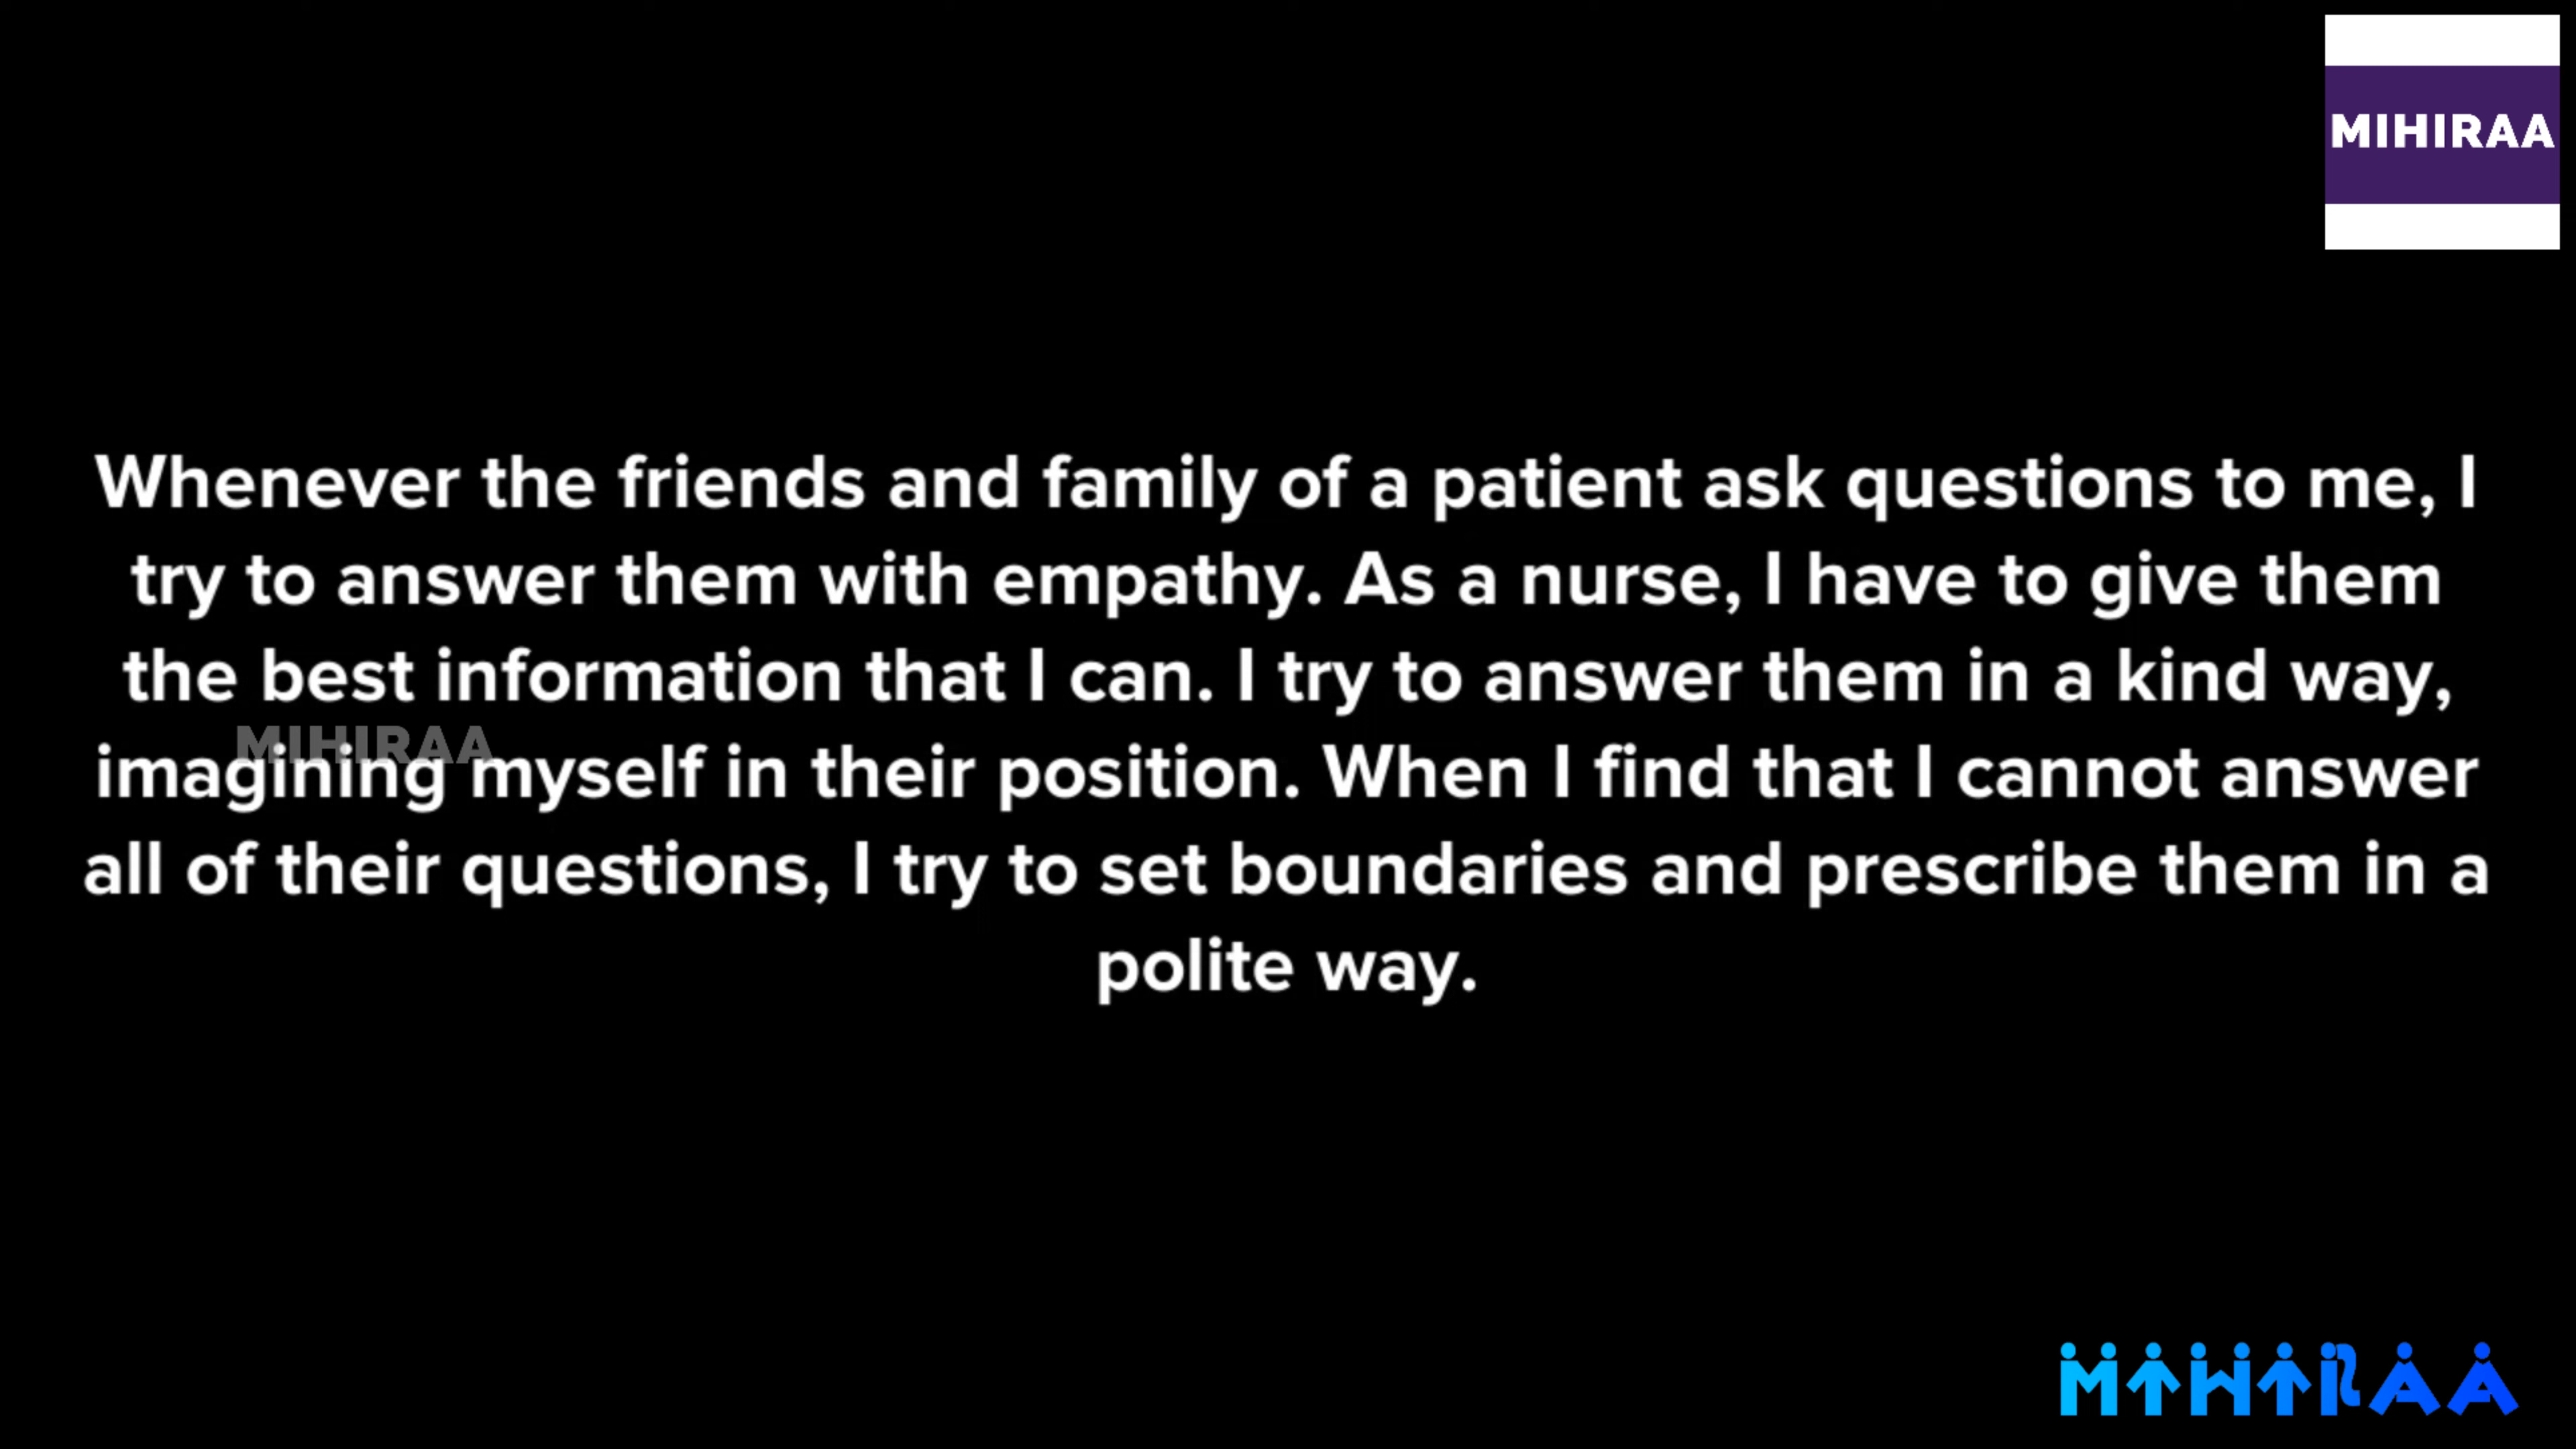 MIHIRAA
Whenever the friends and family of a patient ask questions to me, I
try to answer them with empathy. As a nurse, I have to give them
the best information that I can. I try to answer them in a kind way,
MIHIRAA
imagining myself in their position. When I find that I cannot answer
all of their questions, I try to set boundaries and prescribe them in a
polite way.
MIHIRAA